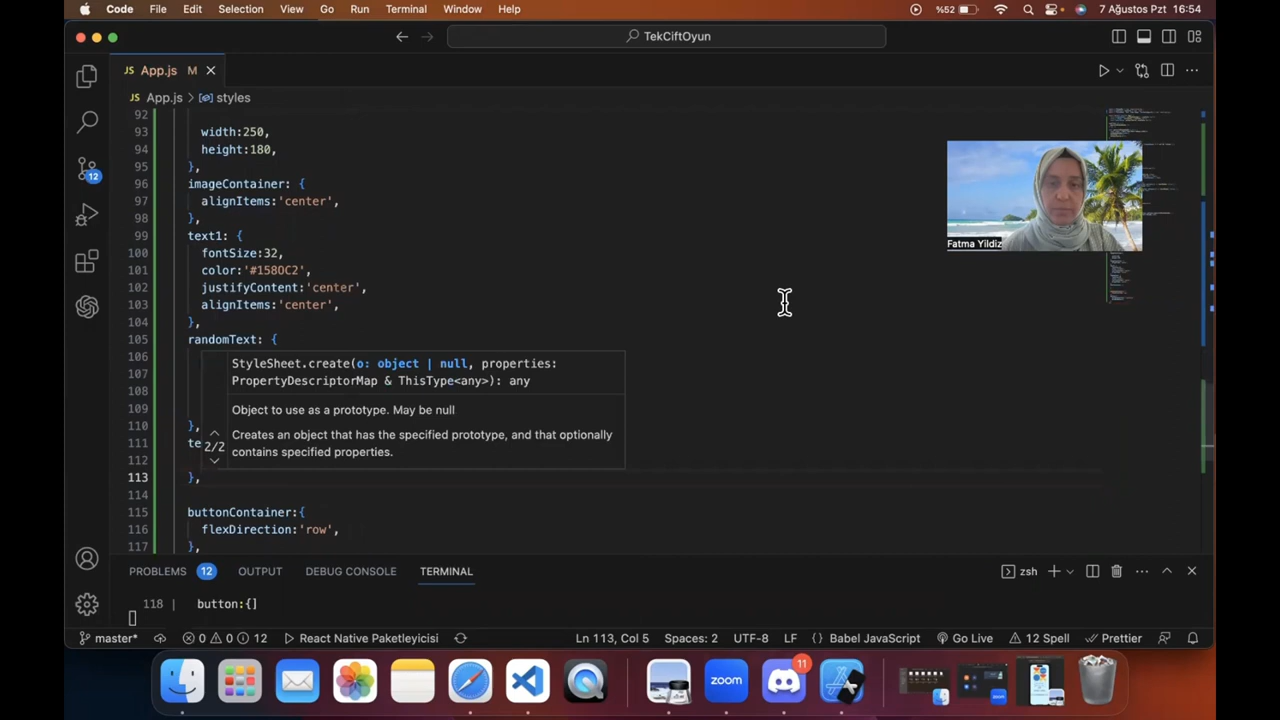 Code File Edit Selection View Go Run Terminal Window Help %52 7 Ağustos Pzt 16:54
TekCiftOyun
JS App.js M
JS App.js > styles
92
93 width:250,
94 height:180,
95 },
96 imageContainer: {
97 alignItems:'center',
98 },
99 text1: {
100 fontSize:32,
101 color:'#1580C2',
102 justifyContent:'center',
103 alignItems:'center',
104 },
105 randomText: {
106
107
108
109
110 },
111 te
112
113 },
114
115 buttonContainer:{
116 flexDirection:'row',
117 },
StyleSheet.create(o: object | null, properties:
PropertyDescriptorMap & ThisType<any>): any
Object to use as a prototype. May be null
Creates an object that has the specified prototype, and that optionally
contains specified properties.
2/2
Fatma Yildiz
12
PROBLEMS 12 OUTPUT DEBUG CONSOLE TERMINAL zsh
118 | button:{}
master* 0 0 12 React Native Paketleyicisi Ln 113, Col 5 Spaces: 2 UTF-8 LF {} Babel JavaScript Go Live 12 Spell Prettier
zoom
11